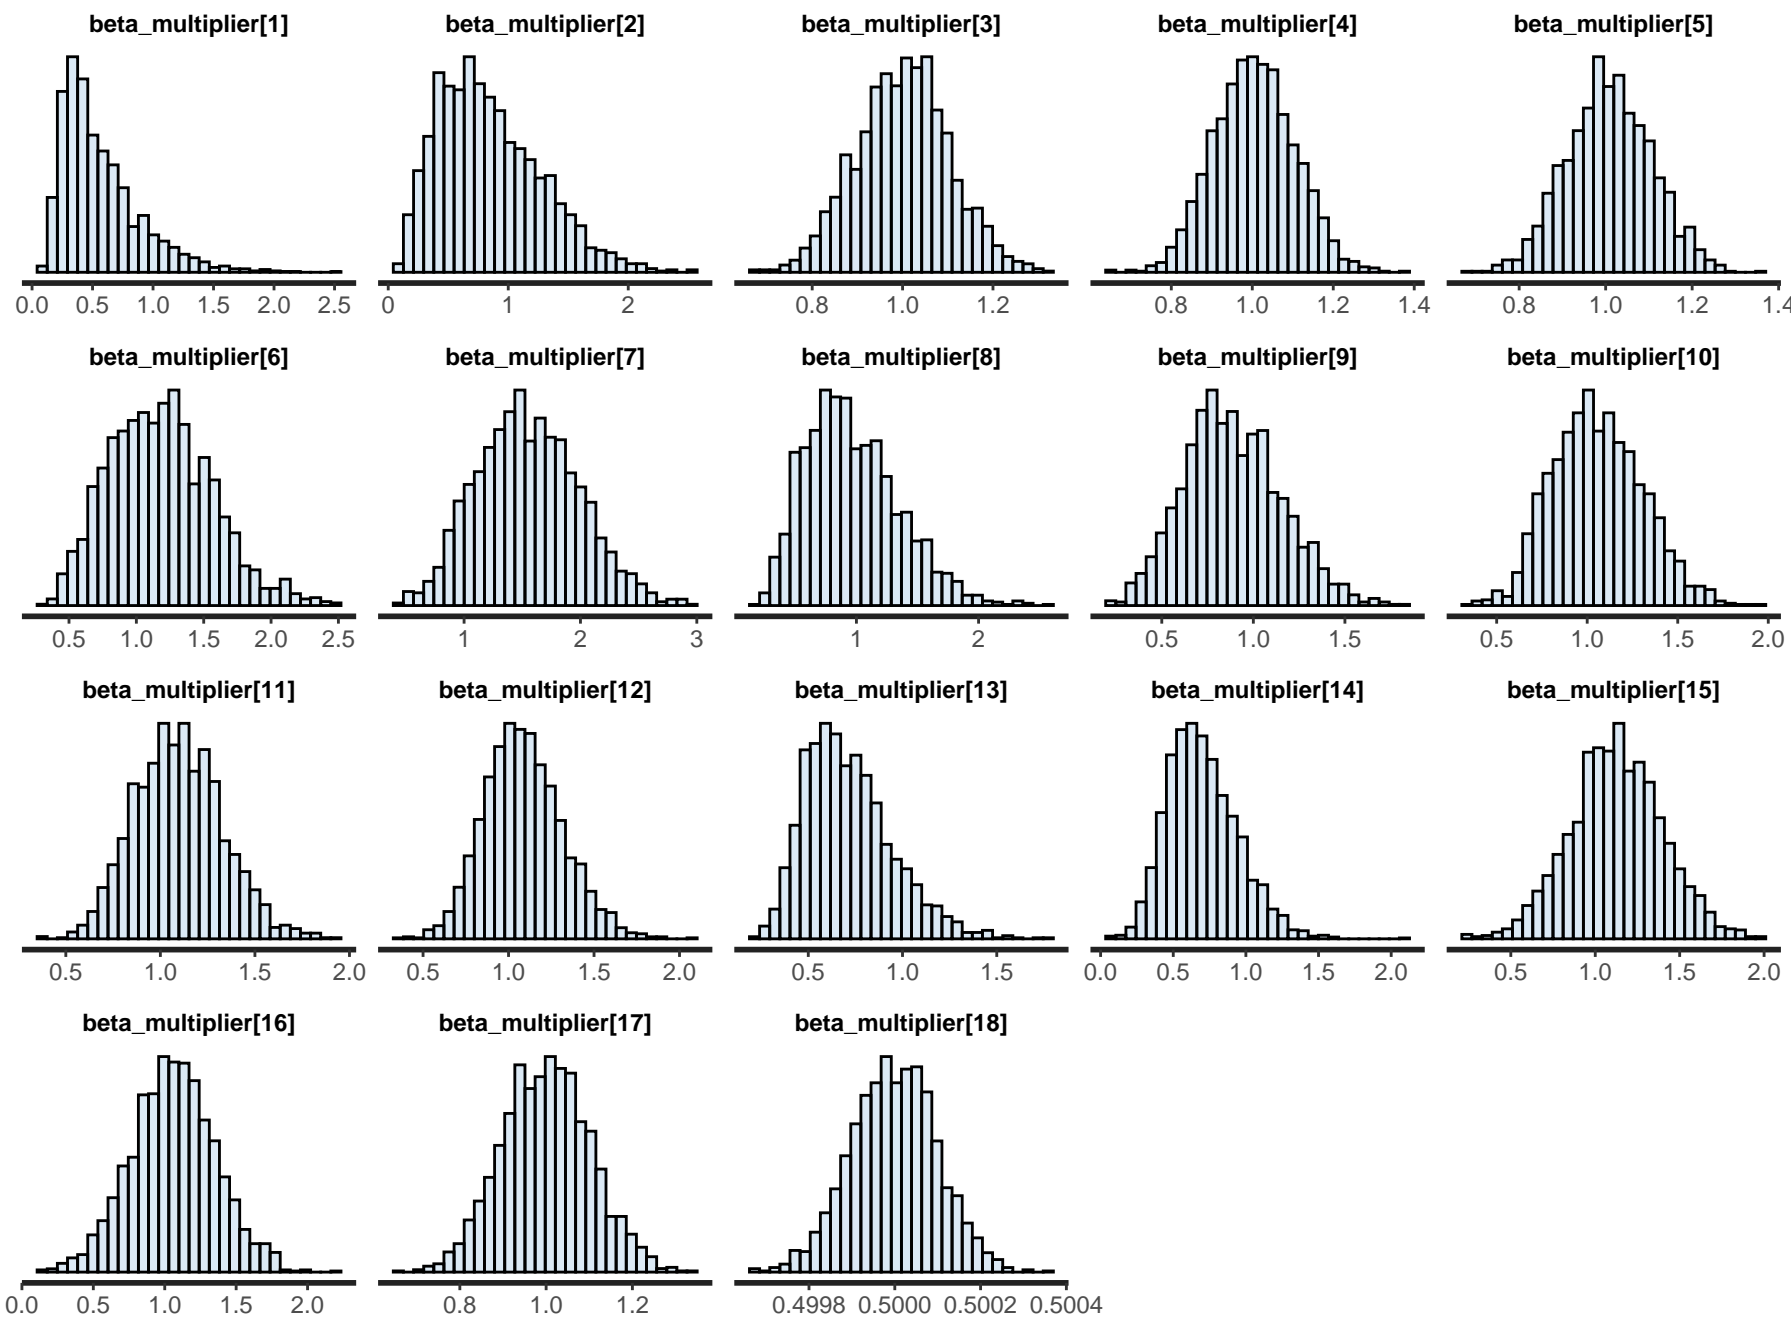 beta_multiplier[1] beta_multiplier[2] beta_multiplier[3] beta_multiplier[4] beta_multiplier[5]
0.0 0.5 1.0 1.5 2.0 2.5 0 1 2 0.8 1.0 1.2 0.8 1.0 1.2 1.4 0.8 1.0 1.2 1.4
beta_multiplier[6] beta_multiplier[7] beta_multiplier[8] beta_multiplier[9] beta_multiplier[10]
0.5 1.0 1.5 2.0 2.5 1 2 3 1 2 0.5 1.0 1.5 0.5 1.0 1.5 2.0
beta_multiplier[11] beta_multiplier[12] beta_multiplier[13] beta_multiplier[14] beta_multiplier[15]
0.5 1.0 1.5 2.0 0.5 1.0 1.5 2.0 0.5 1.0 1.5 0.0 0.5 1.0 1.5 2.0 0.5 1.0 1.5 2.0
beta_multiplier[16] beta_multiplier[17] beta_multiplier[18]
0.0 0.5 1.0 1.5 2.0 0.8 1.0 1.2 0.4998 0.5000 0.5002 0.5004